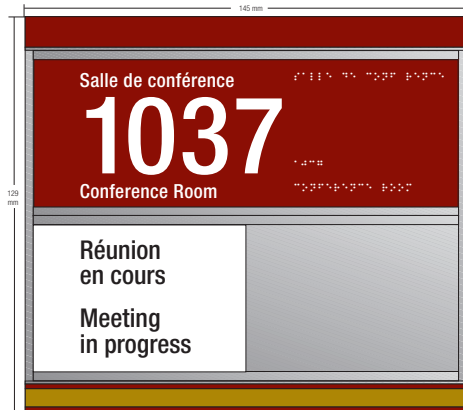 145 mm
129
mm
Salle de conférence
1037
Conference Room
Réunion
en cours
Meeting
in progress